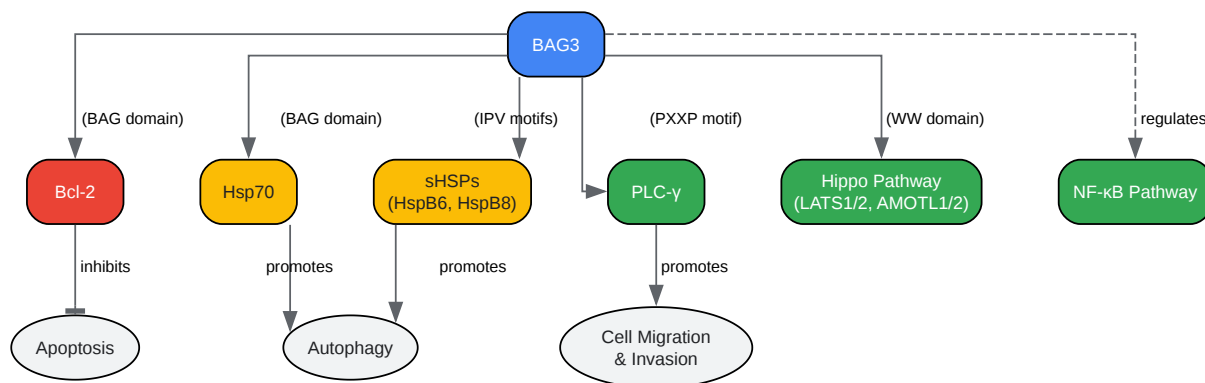 BAG3
(BAG domain)
(BAG domain)
(IPV motifs)
(PXXP motif)
(WW domain)
regulates
Bcl-2
Hsp70
sHSPs
(HspB6, HspB8)
PLC-γ
Hippo Pathway
(LATS1/2, AMOTL1/2)
NF-κB Pathway
inhibits
promotes
promotes
promotes
Apoptosis
Autophagy
Cell Migration
& Invasion